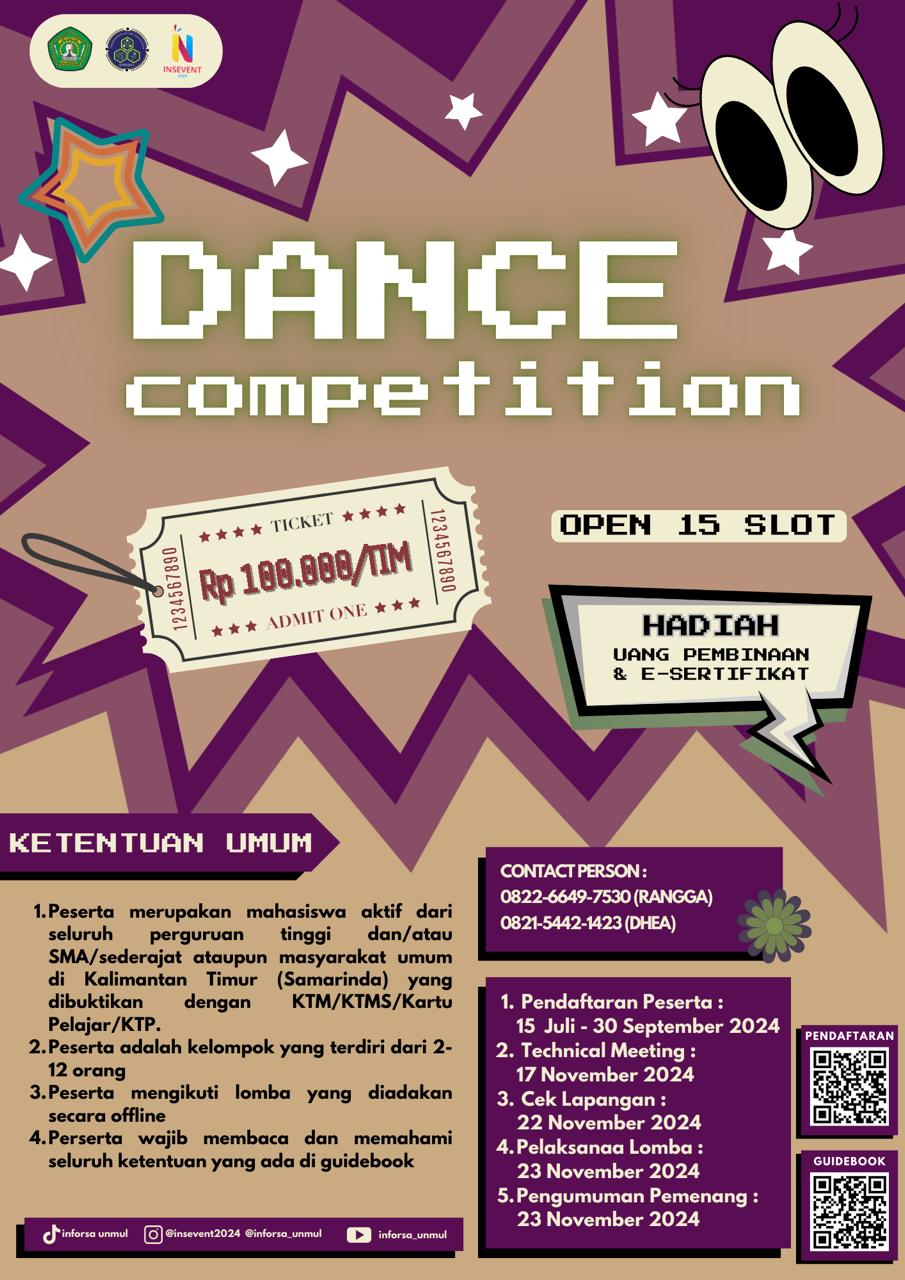 INSEVENT
2024
DANCE
competition
★ ★ ★ ★ TICKET ★ ★ ★ ★
1234567890
Rp 100.000/TIM
1234567890
★ ★ ★ ADMIT ONE ★ ★ ★
OPEN 15 SLOT
HADIAH
UANG PEMBINAAN
& E-SERTIFIKAT
KETENTUAN UMUM
1. Peserta merupakan mahasiswa aktif dari
seluruh perguruan tinggi dan/atau
SMA/sederajat ataupun masyarakat umum
di Kalimantan Timur (Samarinda) yang
dibuktikan dengan KTM/KTMS/Kartu
Pelajar/KTP.
2. Peserta adalah kelompok yang terdiri dari 2-
12 orang
3. Peserta mengikuti lomba yang diadakan
secara offline
4. Perserta wajib membaca dan memahami
seluruh ketentuan yang ada di guidebook
CONTACT PERSON :
0822-6649-7530 (RANGGA)
0821-5442-1423 (DHEA)
1. Pendaftaran Peserta :
15 Juli - 30 September 2024
2. Technical Meeting :
17 November 2024
3. Cek Lapangan :
22 November 2024
4. Pelaksanaa Lomba :
23 November 2024
5. Pengumuman Pemenang :
23 November 2024
PENDAFTARAN
GUIDEBOOK
inforsa unmul @insevent2024 @inforsa_unmul inforsa_unmul